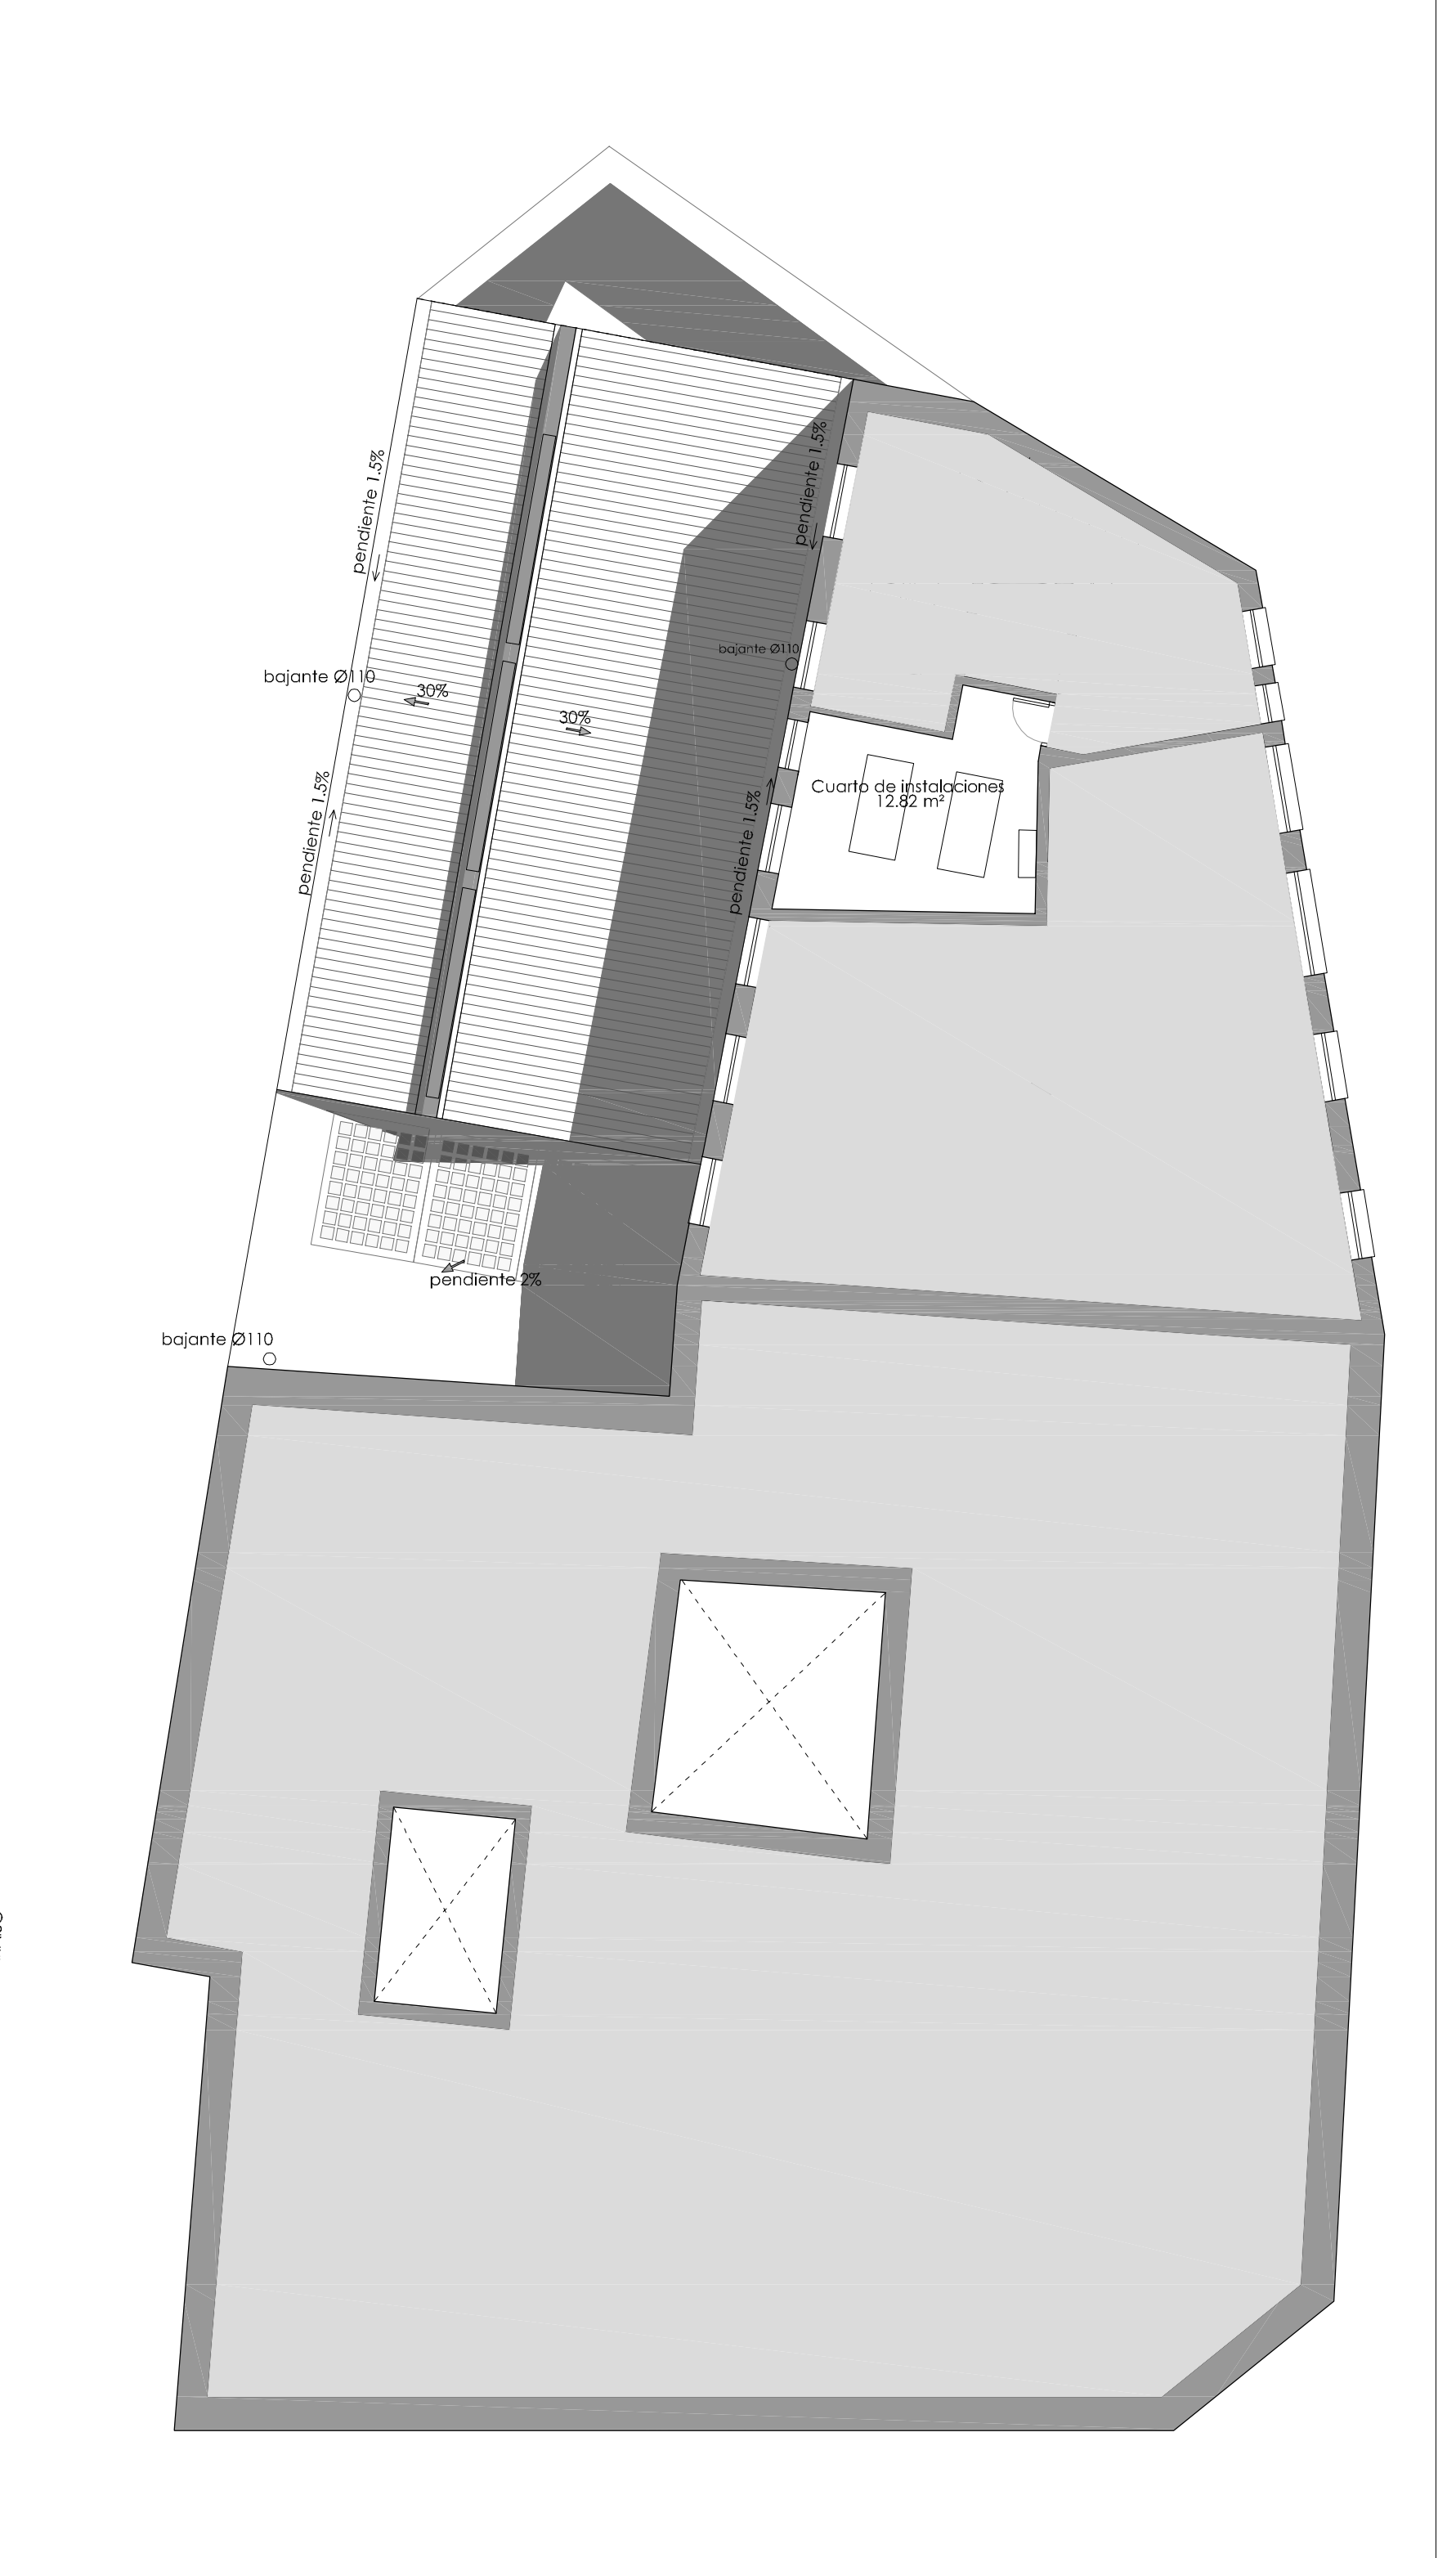 pendiente 1.5%
pendiente 1.5%
bajante Ø110
bajante Ø110
30%
30%
pendiente 1.5%
pendiente 1.5%
Cuarto de instalaciones
12.82 m²
pendiente 2%
bajante Ø110